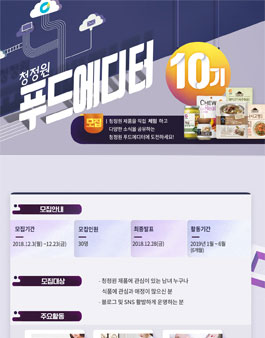 청정원
푸드에디터
10기
모집
청정원 제품을 직접 체험 하고
다양한 소식을 공유하는
청정원 푸드에디터에 도전하세요!
모집안내
모집기간
2018.12.3(월) ~12.23(금)
모집인원
30명
최종발표
2018.12.28(금)
활동기간
2019년 1월 ~ 6월
(6개월)
모집대상
· 청정원 제품에 관심이 있는 남녀 누구나
식품에 관심과 애정이 많으신 분
· 블로그 및 SNS 활발하게 운영하는 분
주요활동